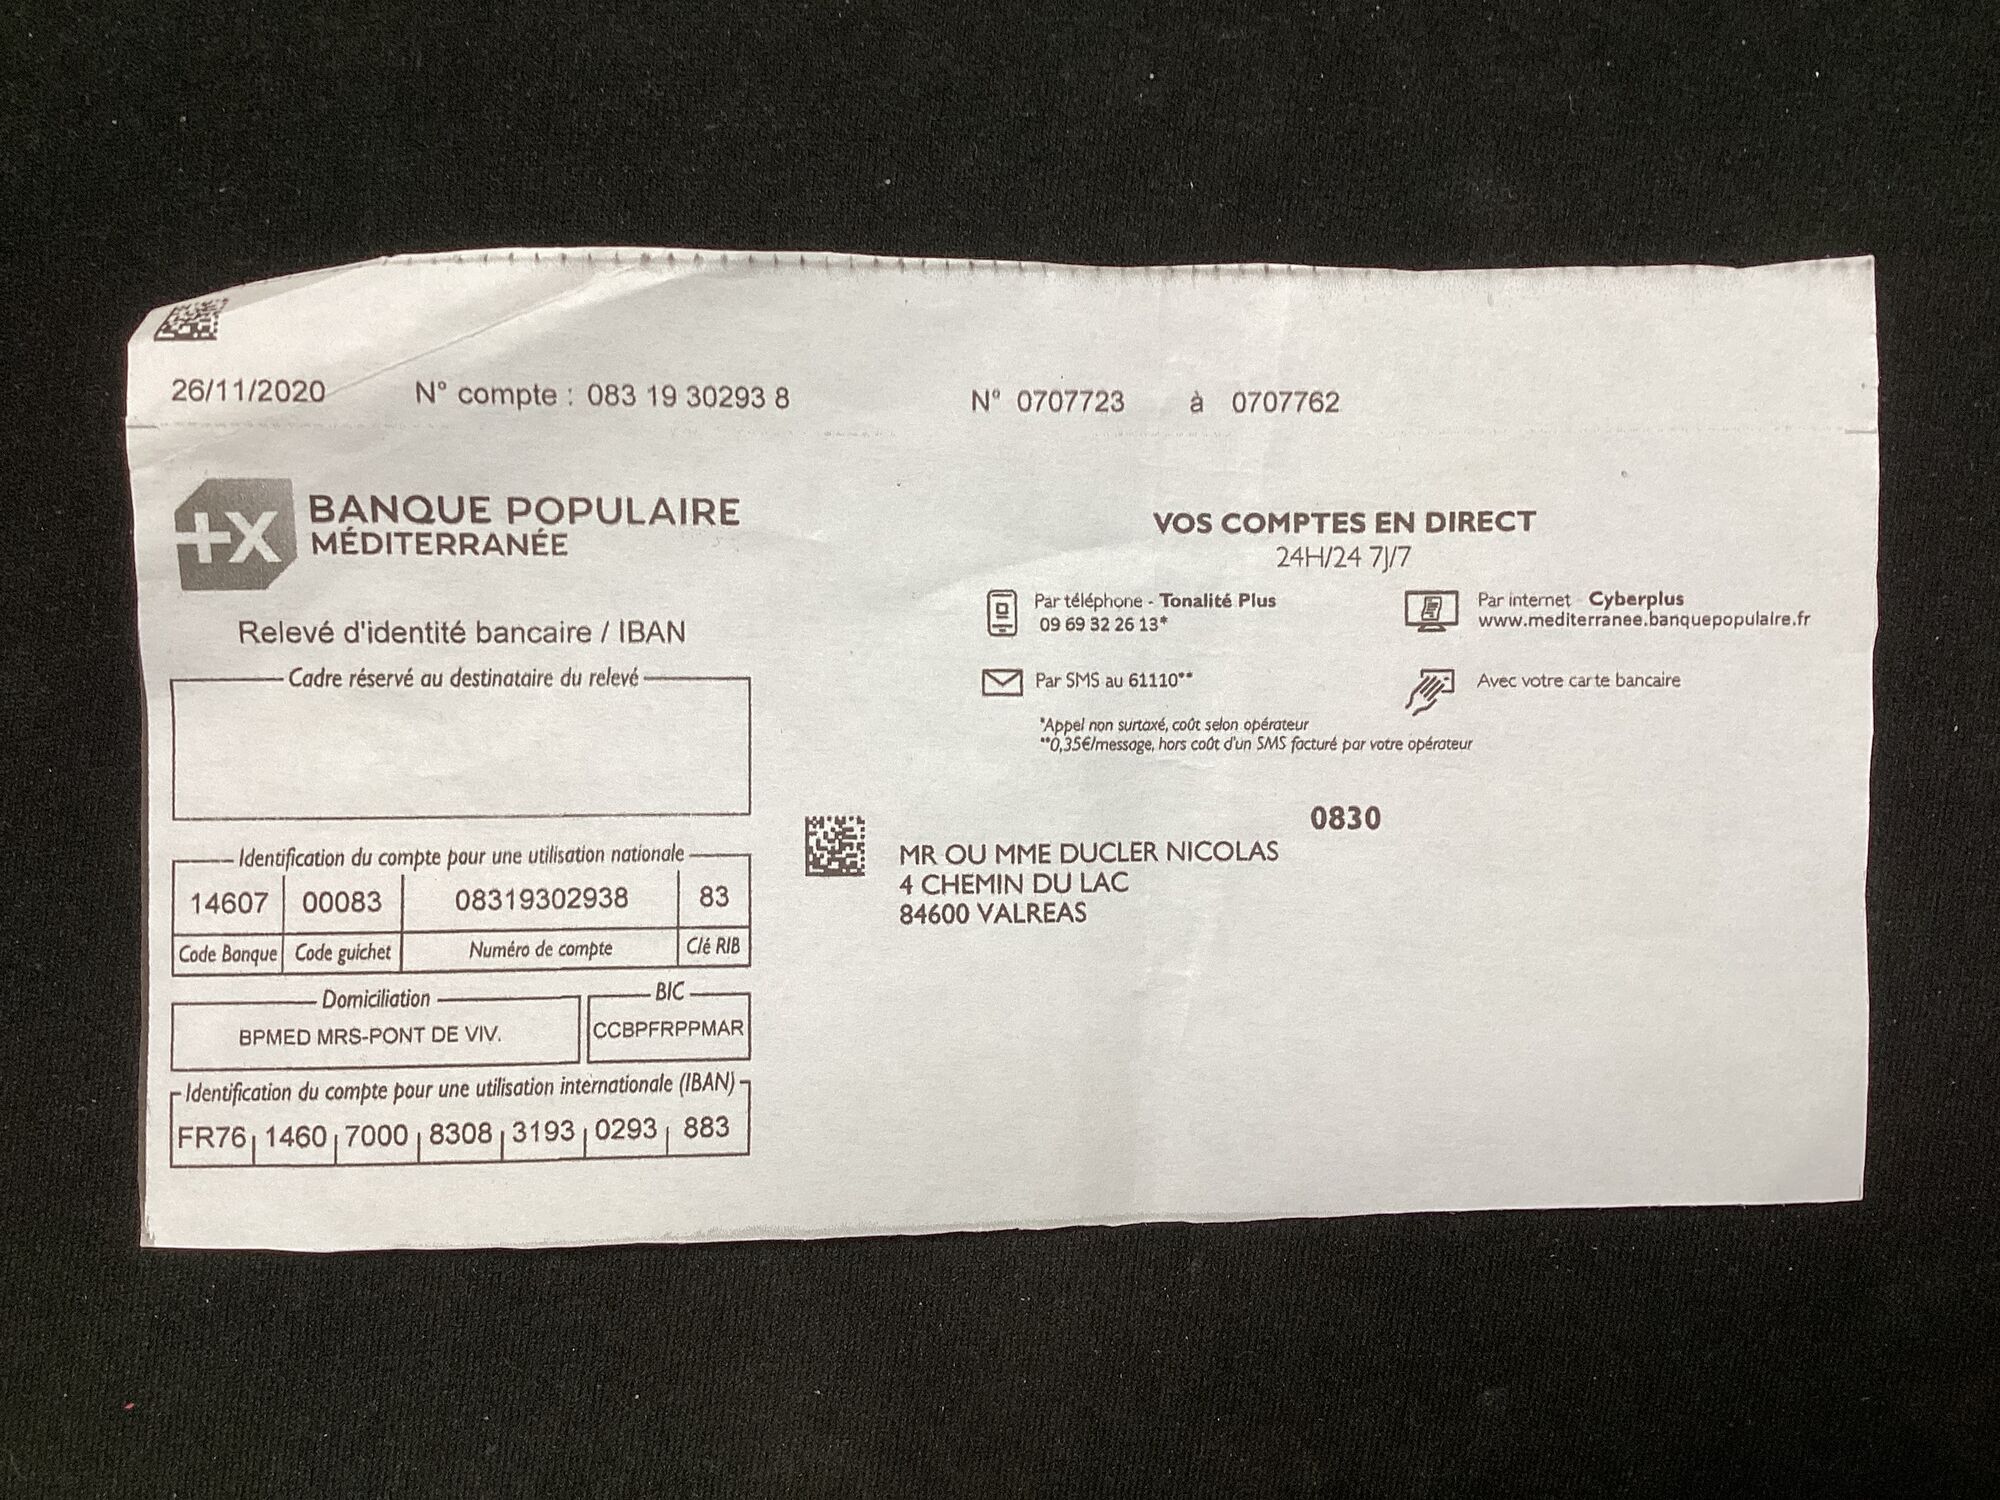 26/11/2020 N° compte : 083 19 30293 8 N° 0707723 à 0707762
+X BANQUE POPULAIRE
MÉDITERRANÉE
Relevé d'identité bancaire / IBAN
Cadre réservé au destinataire du relevé
Identification du compte pour une utilisation nationale
14607 00083 08319302938 83
Code Banque Code guichet Numéro de compte Clé RIB
Domiciliation BIC
BPMED MRS-PONT DE VIV. CCBPFRPPMAR
Identification du compte pour une utilisation internationale (IBAN)
FR76 1460 7000 8308 3193 0293 883
VOS COMPTES EN DIRECT
24H/24 7J/7
Par téléphone - Tonalité Plus
09 69 32 26 13*
Par internet Cyberplus
www.mediterranee.banquepopulaire.fr
Par SMS au 61110**
Avec votre carte bancaire
*Appel non surtaxé, coût selon opérateur
**0,35€/message, hors coût d'un SMS facturé par votre opérateur
0830
MR OU MME DUCLER NICOLAS
4 CHEMIN DU LAC
84600 VALREAS